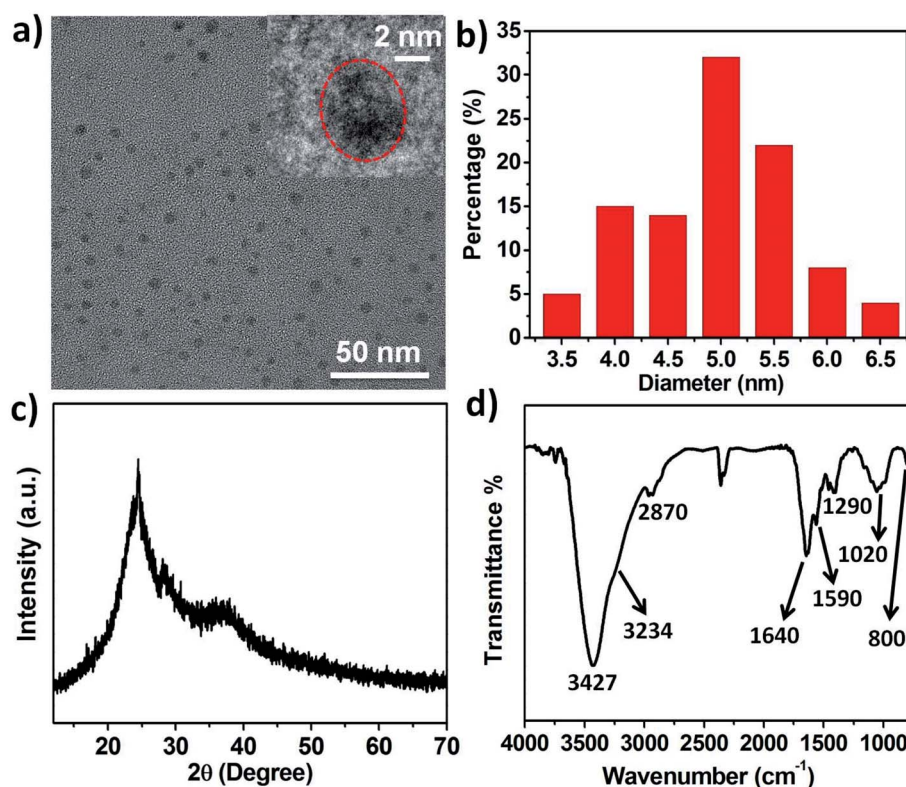 a)
2 nm
50 nm
b)
Percentage (%)
35
30
25
20
15
10
5
0
3.5 4.0 4.5 5.0 5.5 6.0 6.5
Diameter (nm)
c)
Intensity (a.u.)
20 30 40 50 60 70
2θ (Degree)
d)
Transmittance %
2870
1290
1020
3234
1590
1640
800
3427
4000 3500 3000 2500 2000 1500 1000
Wavenumber (cm⁻¹)